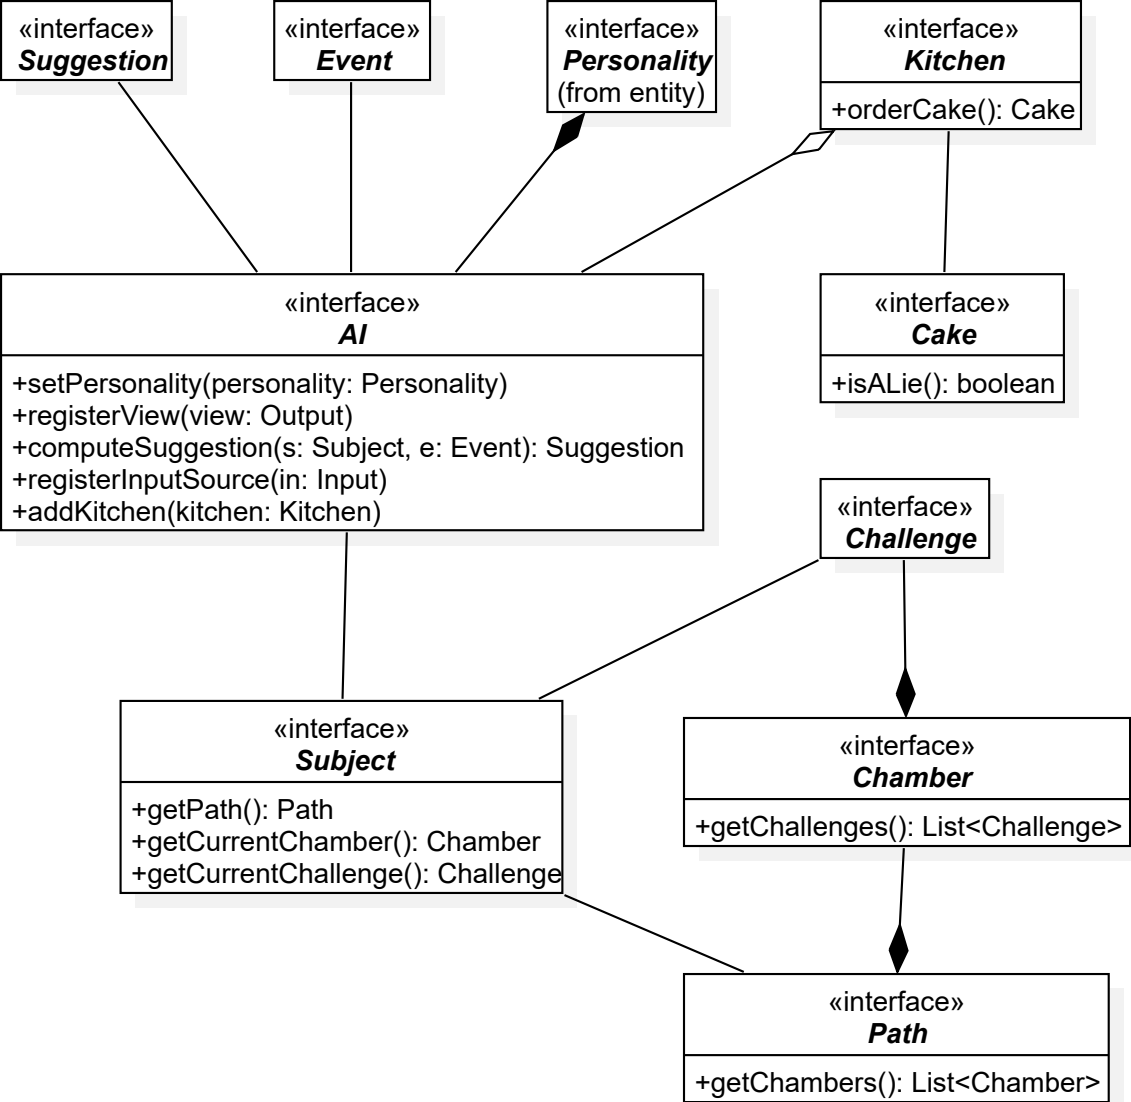 «interface»
Suggestion
«interface»
Event
«interface»
Personality
(from entity)
«interface»
Kitchen
+orderCake(): Cake
«interface»
AI
+setPersonality(personality: Personality)
+registerView(view: Output)
+computeSuggestion(s: Subject, e: Event): Suggestion
+registerInputSource(in: Input)
+addKitchen(kitchen: Kitchen)
«interface»
Cake
+isALie(): boolean
«interface»
Challenge
«interface»
Subject
+getPath(): Path
+getCurrentChamber(): Chamber
+getCurrentChallenge(): Challenge
«interface»
Chamber
+getChallenges(): List<Challenge>
«interface»
Path
+getChambers(): List<Chamber>